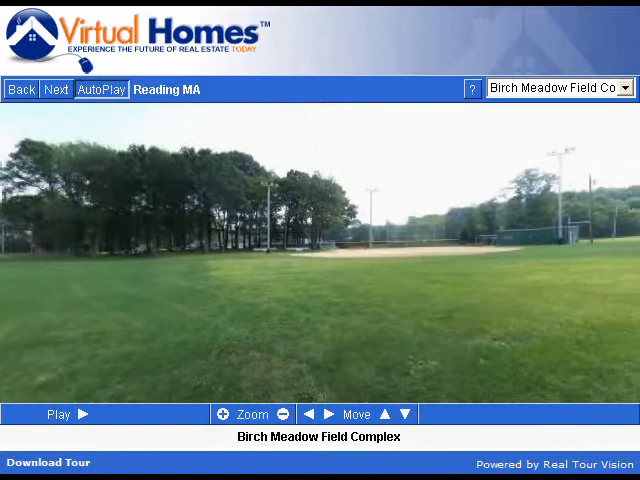 Virtual Homes™
EXPERIENCE THE FUTURE OF REAL ESTATE TODAY
Back Next AutoPlay Reading MA ? Birch Meadow Field Co
Play Zoom Move
Birch Meadow Field Complex
Download Tour Powered by Real Tour Vision